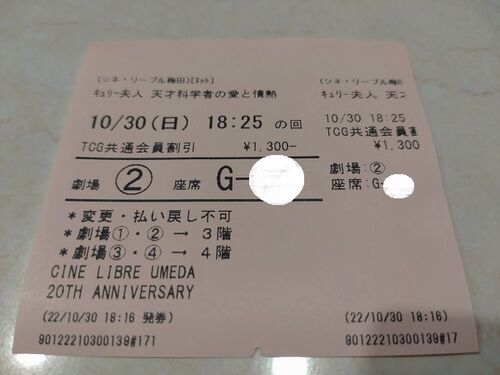 (シネ・リーブル梅田)[ネット]
キュリー夫人 天才科学者の愛と情熱
10/30(日) 18:25 の回
TCG共通会員割引 ¥1,300-
劇場 ② 座席 G-
*変更・払い戻し不可
*劇場①・② → 3階
*劇場③・④ → 4階
CINE LIBRE UMEDA
20TH ANNIVERSARY
(22/10/30 18:16 発券)
90122210300139#171
(シネ・リーブル梅田
キュリー夫人 天才
10/30 18:25
TCG共通会員割
¥1,300
劇場:②
座席:G-
(22/10/30 18:16)
90122210300139#17